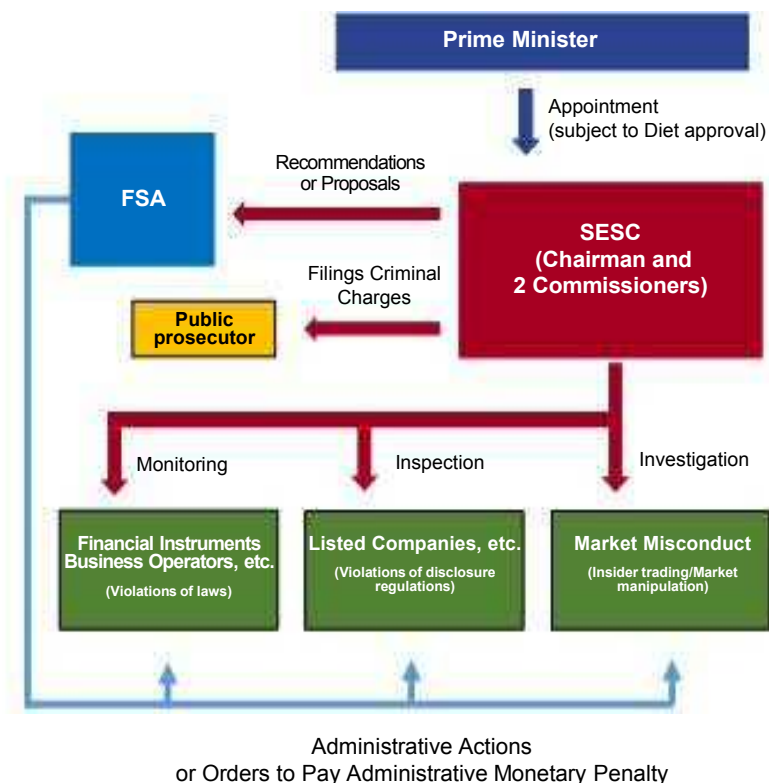 Prime Minister
Appointment
(subject to Diet approval)
FSA
Recommendations
or Proposals
SESC
(Chairman and
2 Commissioners)
Filings Criminal
Charges
Public
prosecutor
Monitoring
Inspection
Investigation
Financial Instruments
Business Operators, etc.
(Violations of laws)
Listed Companies, etc.
(Violations of disclosure
regulations)
Market Misconduct
(Insider trading/Market
manipulation)
Administrative Actions
or Orders to Pay Administrative Monetary Penalty